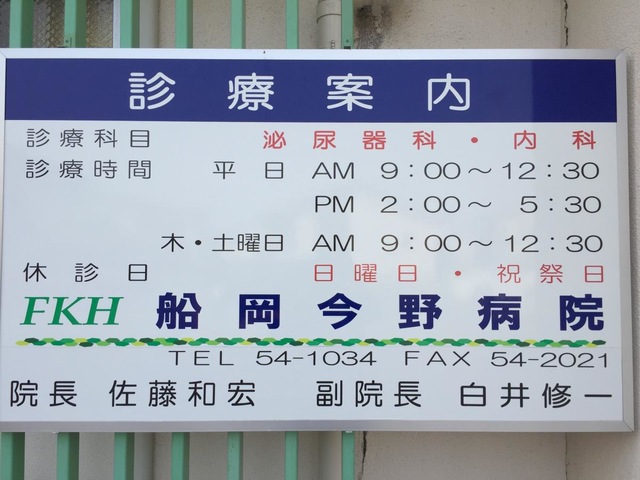 診療案内
診療科目 泌尿器科・内科
診療時間 平日 AM 9:00〜12:30
PM 2:00〜 5:30
木・土曜日 AM 9:00〜12:30
休診日 日曜日・祝祭日
FKH 船岡今野病院
TEL 54-1034 FAX 54-2021
院長 佐藤和宏 副院長 白井修一